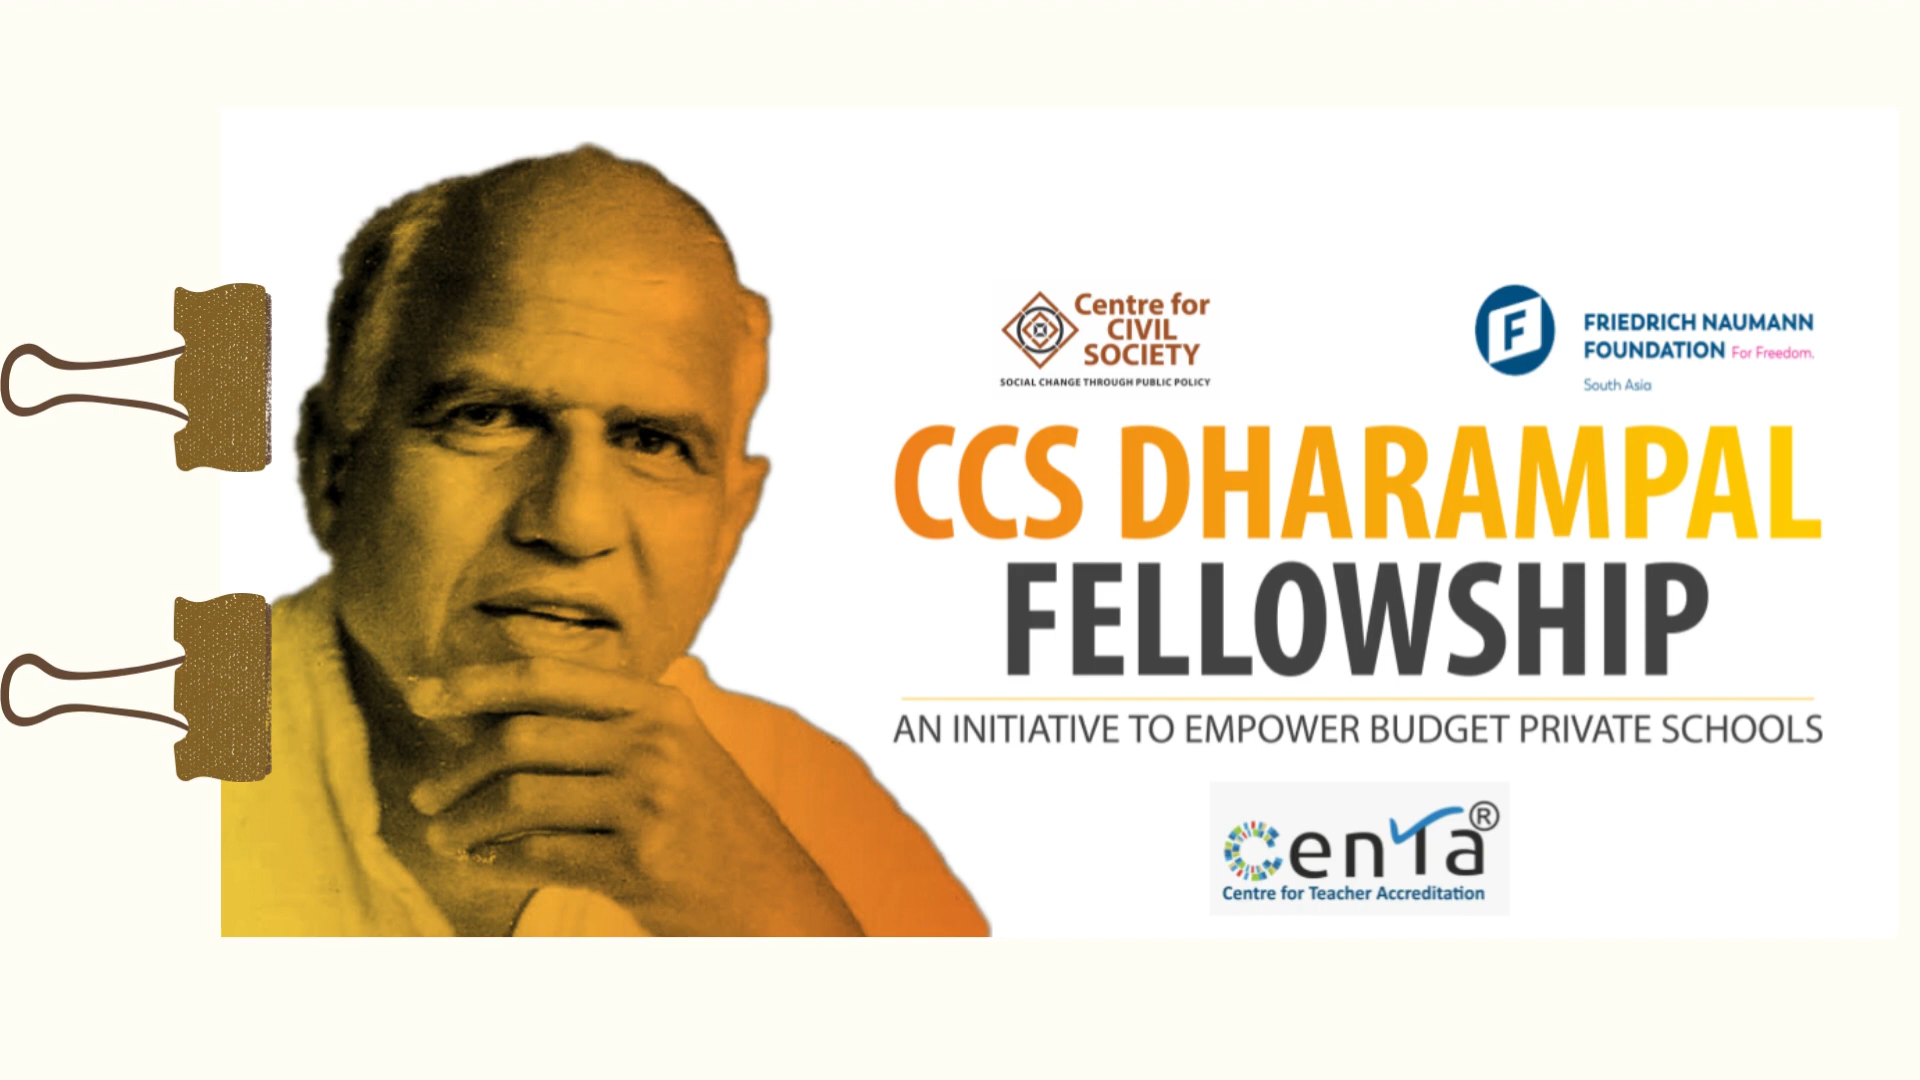 Centre for
CIVIL
SOCIETY
SOCIAL CHANGE THROUGH PUBLIC POLICY
F
FRIEDRICH NAUMANN
FOUNDATION For Freedom.
South Asia
CCS DHARAMPAL
FELLOWSHIP
AN INITIATIVE TO EMPOWER BUDGET PRIVATE SCHOOLS
CenTa®
Centre for Teacher Accreditation